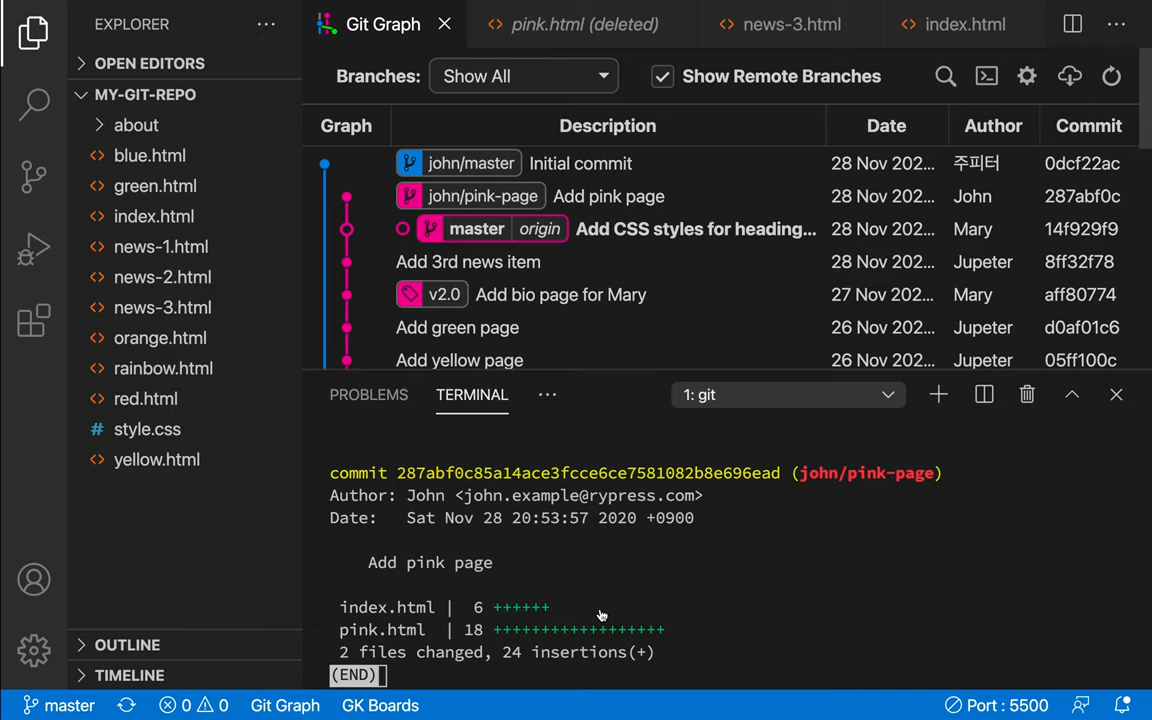 EXPLORER
OPEN EDITORS
MY-GIT-REPO
about
blue.html
green.html
index.html
news-1.html
news-2.html
news-3.html
orange.html
rainbow.html
red.html
# style.css
yellow.html
OUTLINE
TIMELINE
Git Graph
pink.html (deleted)
news-3.html
index.html
Branches: Show All Show Remote Branches
Graph Description Date Author Commit
john/master Initial commit 28 Nov 202... 주피터 0dcf22ac
john/pink-page Add pink page 28 Nov 202... John 287abf0c
master origin Add CSS styles for heading... 28 Nov 202... Mary 14f929f9
Add 3rd news item 28 Nov 202... Jupeter 8ff32f78
v2.0 Add bio page for Mary 27 Nov 202... Mary aff80774
Add green page 26 Nov 202... Jupeter d0af01c6
Add yellow page 26 Nov 202... Jupeter 05ff100c
PROBLEMS TERMINAL ... 1: git
commit 287abf0c85a14ace3fcce6ce7581082b8e696ead (john/pink-page)
Author: John <john.example@rypress.com>
Date: Sat Nov 28 20:53:57 2020 +0900
Add pink page
index.html | 6 ++++++
pink.html | 18 ++++++++++++++++++
2 files changed, 24 insertions(+)
(END)
master 0 0 Git Graph GK Boards Port : 5500